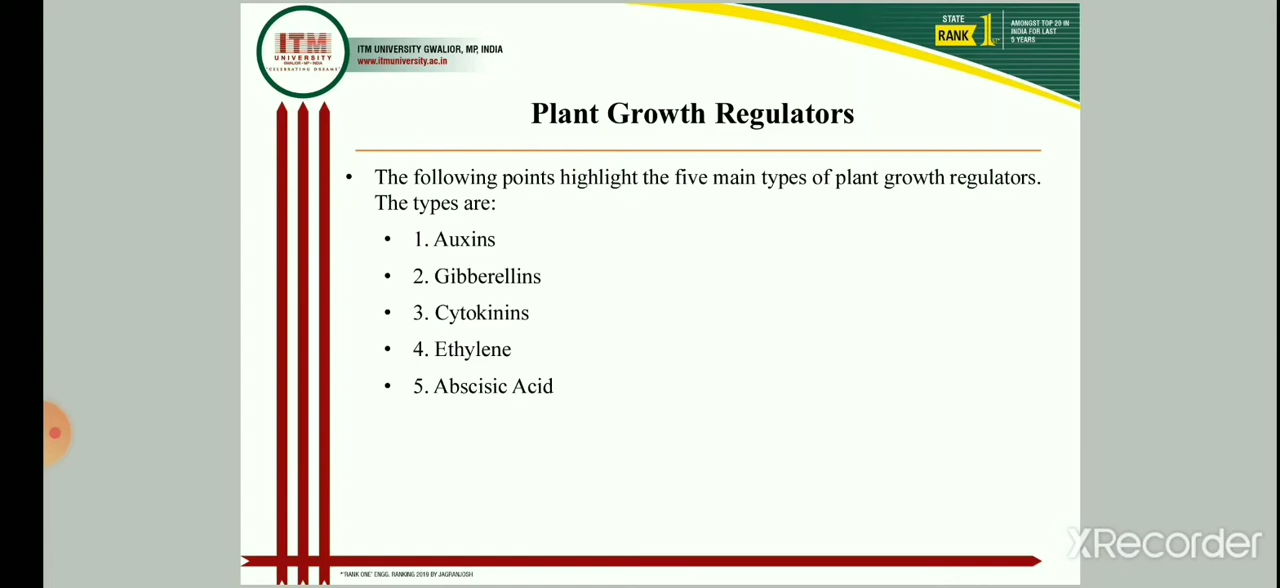 ITM
UNIVERSITY
GWALIOR • MP • INDIA
"CELEBRATING DREAMS"
ITM UNIVERSITY GWALIOR, MP, INDIA
www.itmuniversity.ac.in
STATE
RANK 1ST*
AMONGST TOP 20 IN
INDIA FOR LAST
5 YEARS
Plant Growth Regulators
• The following points highlight the five main types of plant growth regulators.
The types are:
• 1. Auxins
• 2. Gibberellins
• 3. Cytokinins
• 4. Ethylene
• 5. Abscisic Acid
XRecorder
*"RANK ONE" ENGG. RANKING 2019 BY JAGRANJOSH